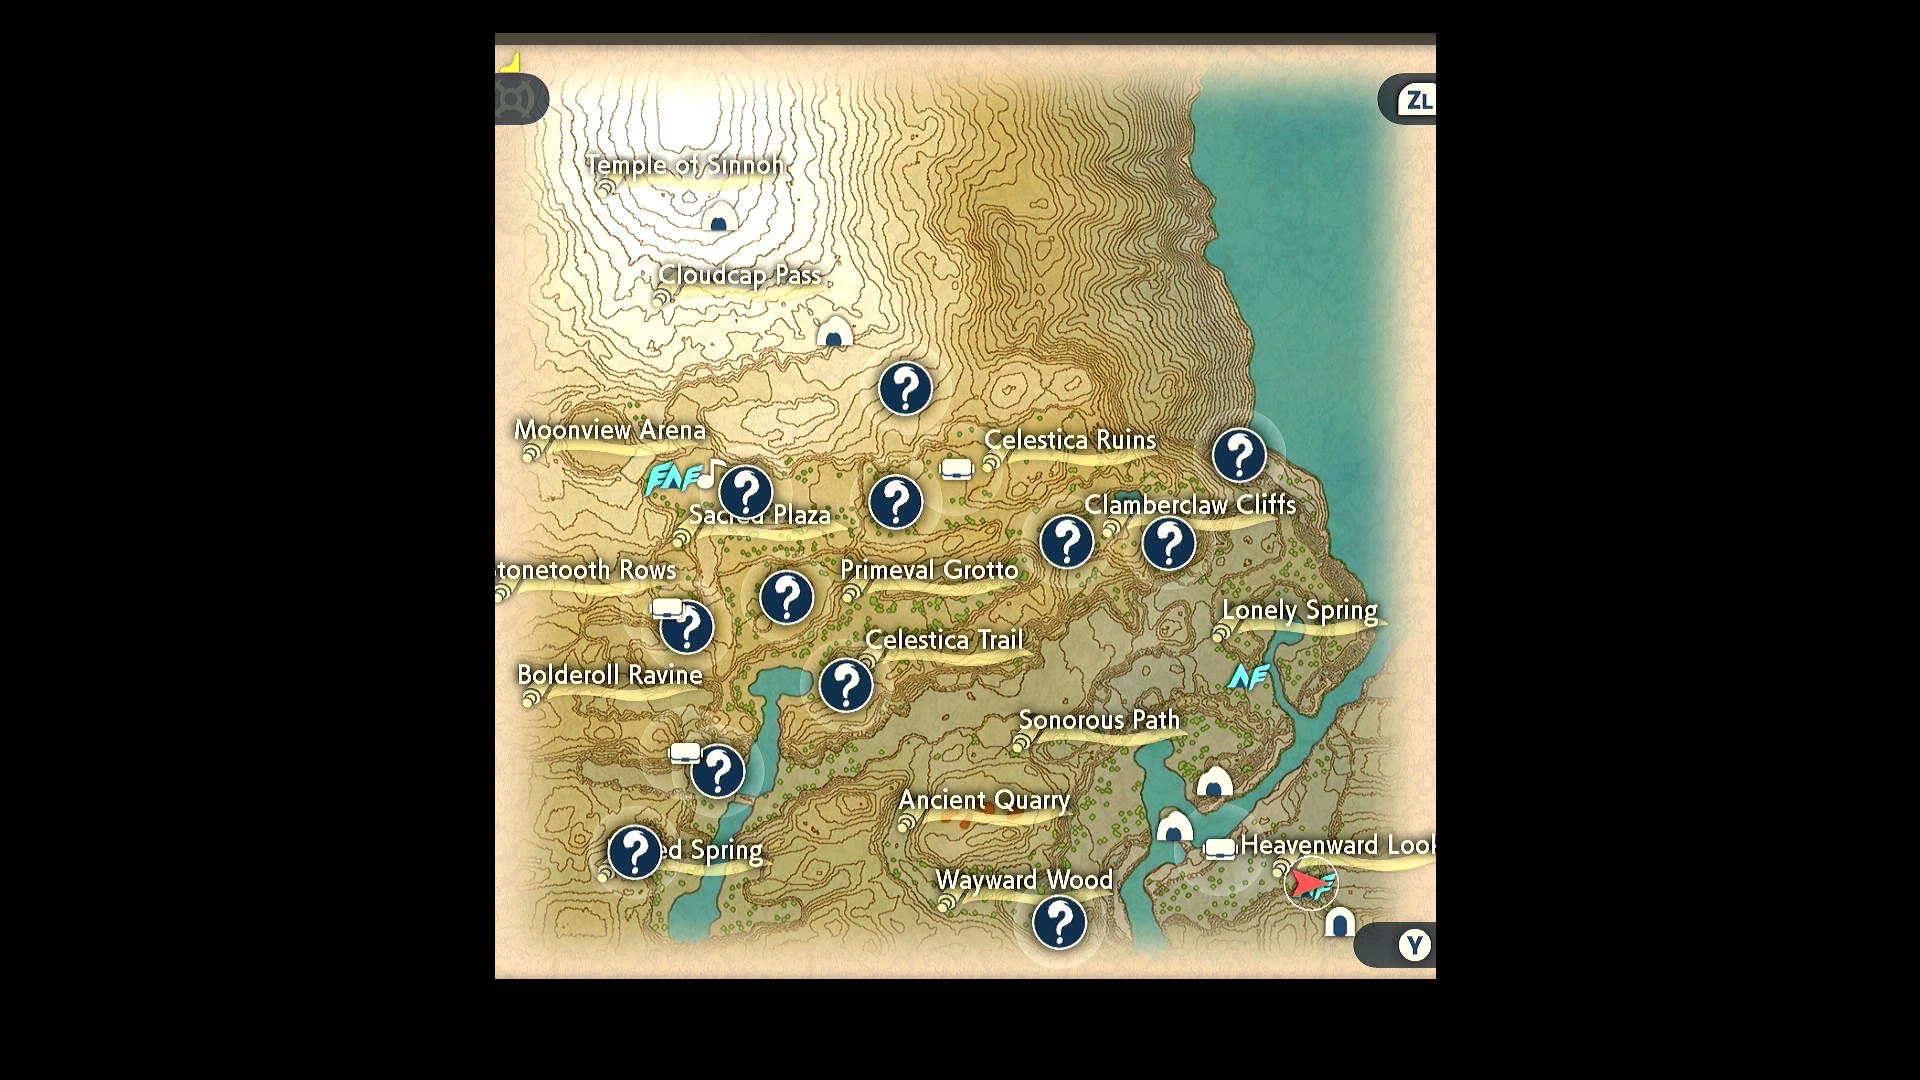 ZL
Temple of Sinnoh
Cloudcap Pass
Moonview Arena
Celestica Ruins
Sacred Plaza
Clamberclaw Cliffs
tonetooth Rows
Primeval Grotto
Lonely Spring
Celestica Trail
Bolderoll Ravine
Sonorous Path
Ancient Quarry
ed Spring
Heavenward Look
Wayward Wood
Y